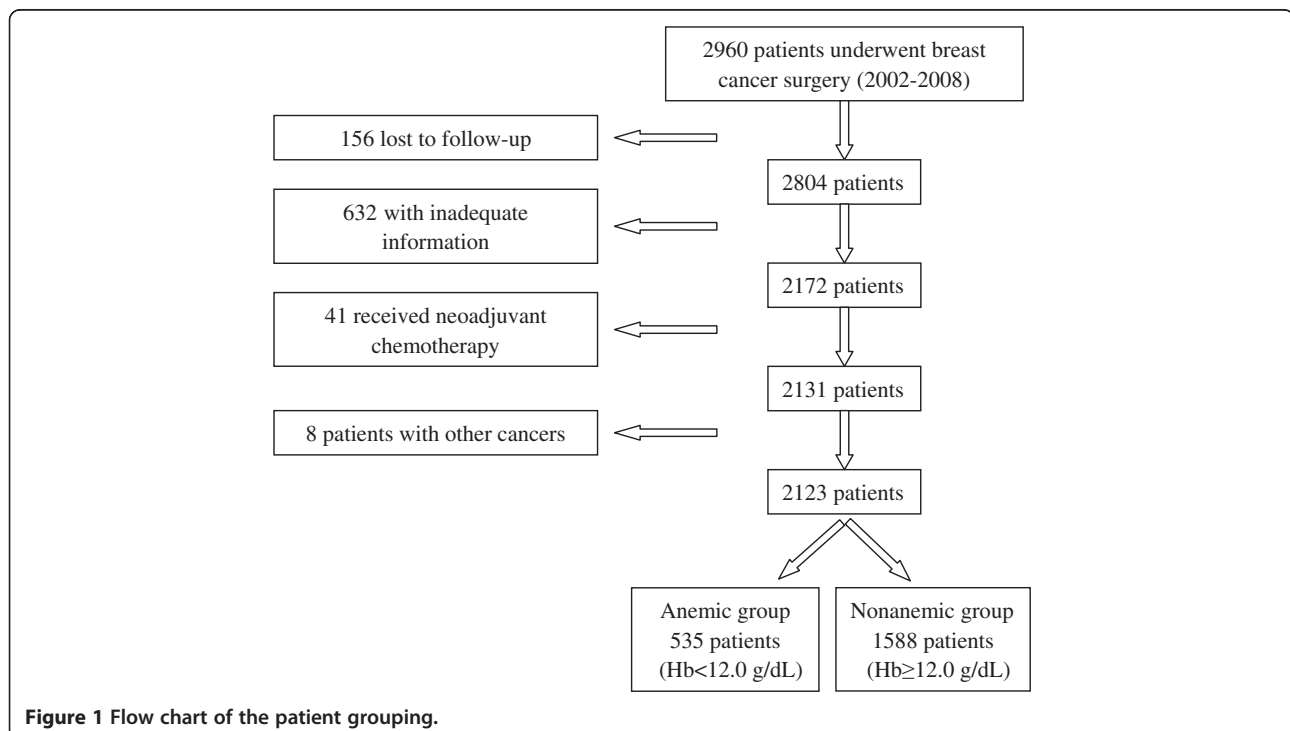 2960 patients underwent breast
cancer surgery (2002-2008)
156 lost to follow-up
2804 patients
632 with inadequate
information
2172 patients
41 received neoadjuvant
chemotherapy
2131 patients
8 patients with other cancers
2123 patients
Anemic group
535 patients
(Hb<12.0 g/dL)
Nonanemic group
1588 patients
(Hb≥12.0 g/dL)
Figure 1 Flow chart of the patient grouping.